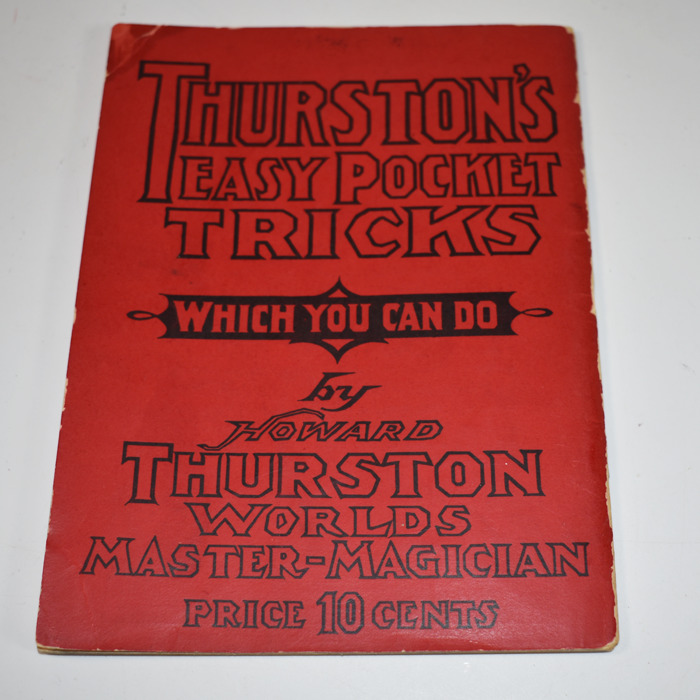 THURSTON'S
EASY POCKET
TRICKS
WHICH YOU CAN DO
by
HOWARD
THURSTON
WORLDS
MASTER-MAGICIAN
PRICE 10 CENTS